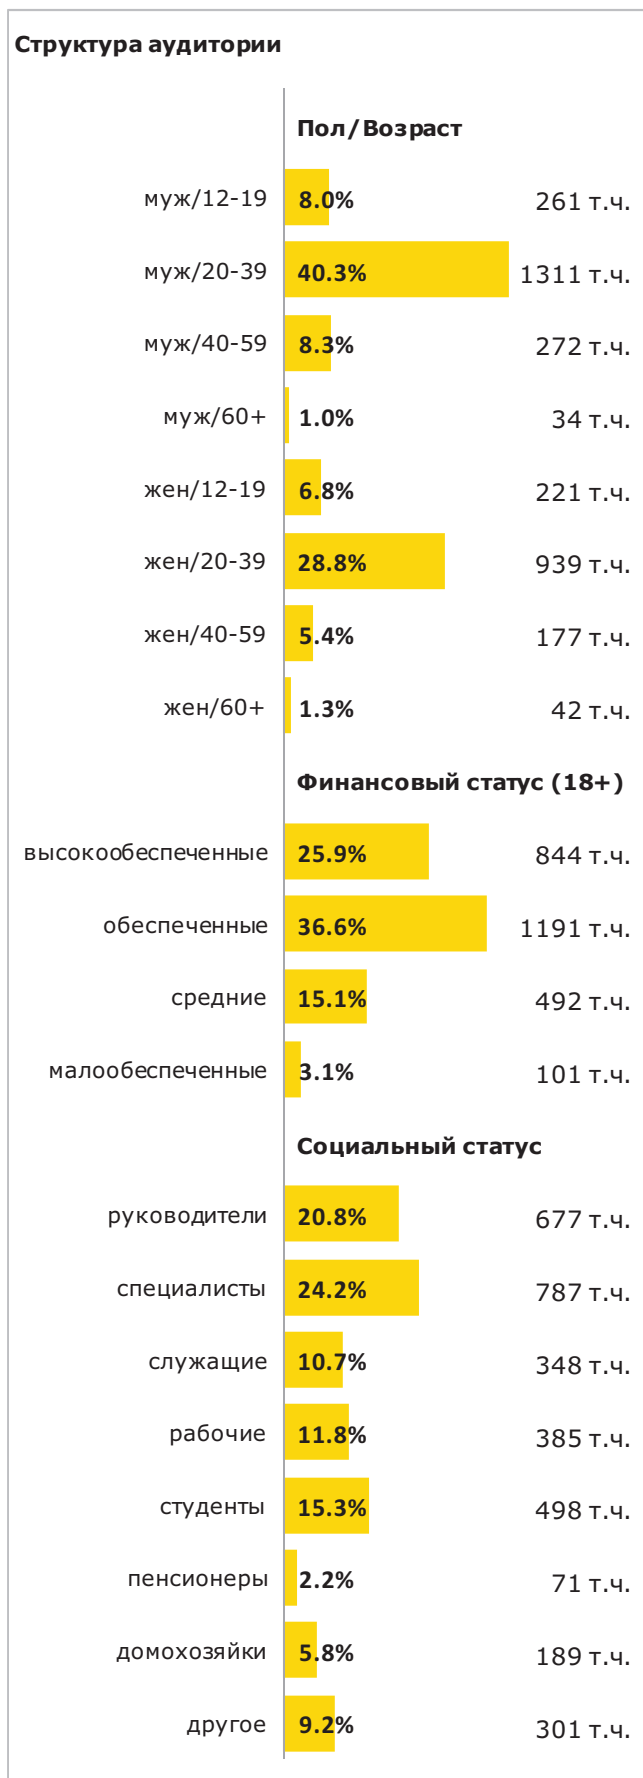 Структура аудитории
Пол/Возраст
муж/12-19 8.0% 261 т.ч.
муж/20-39 40.3% 1311 т.ч.
муж/40-59 8.3% 272 т.ч.
муж/60+ 1.0% 34 т.ч.
жен/12-19 6.8% 221 т.ч.
жен/20-39 28.8% 939 т.ч.
жен/40-59 5.4% 177 т.ч.
жен/60+ 1.3% 42 т.ч.
Финансовый статус (18+)
высокообеспеченные 25.9% 844 т.ч.
обеспеченные 36.6% 1191 т.ч.
средние 15.1% 492 т.ч.
малообеспеченные 3.1% 101 т.ч.
Социальный статус
руководители 20.8% 677 т.ч.
специалисты 24.2% 787 т.ч.
служащие 10.7% 348 т.ч.
рабочие 11.8% 385 т.ч.
студенты 15.3% 498 т.ч.
пенсионеры 2.2% 71 т.ч.
домохозяйки 5.8% 189 т.ч.
другое 9.2% 301 т.ч.